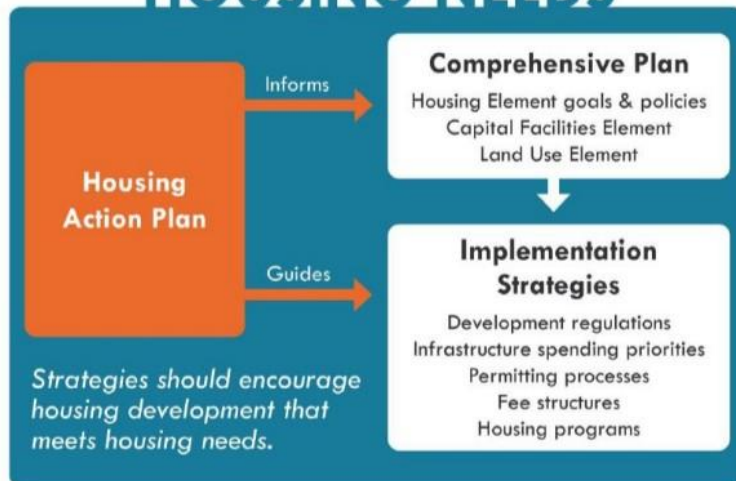 HOUSING NEEDS
Housing
Action Plan
Informs
Comprehensive Plan
Housing Element goals & policies
Capital Facilities Element
Land Use Element
Guides
Implementation
Strategies
Development regulations
Infrastructure spending priorities
Permitting processes
Fee structures
Housing programs
Strategies should encourage
housing development that
meets housing needs.